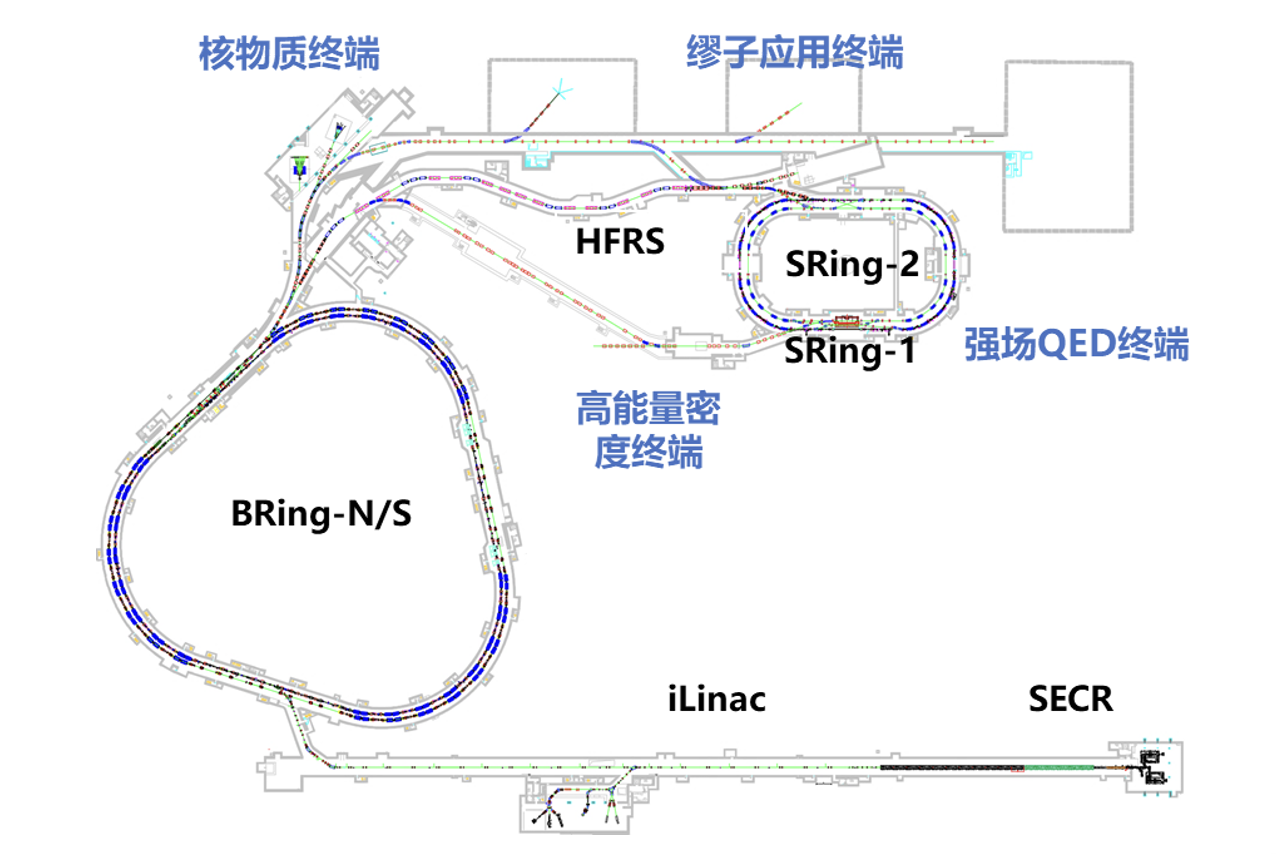 核物质终端
缪子应用终端
HFRS
SRing-2
SRing-1
强场QED终端
高能量密
度终端
BRing-N/S
iLinac
SECR